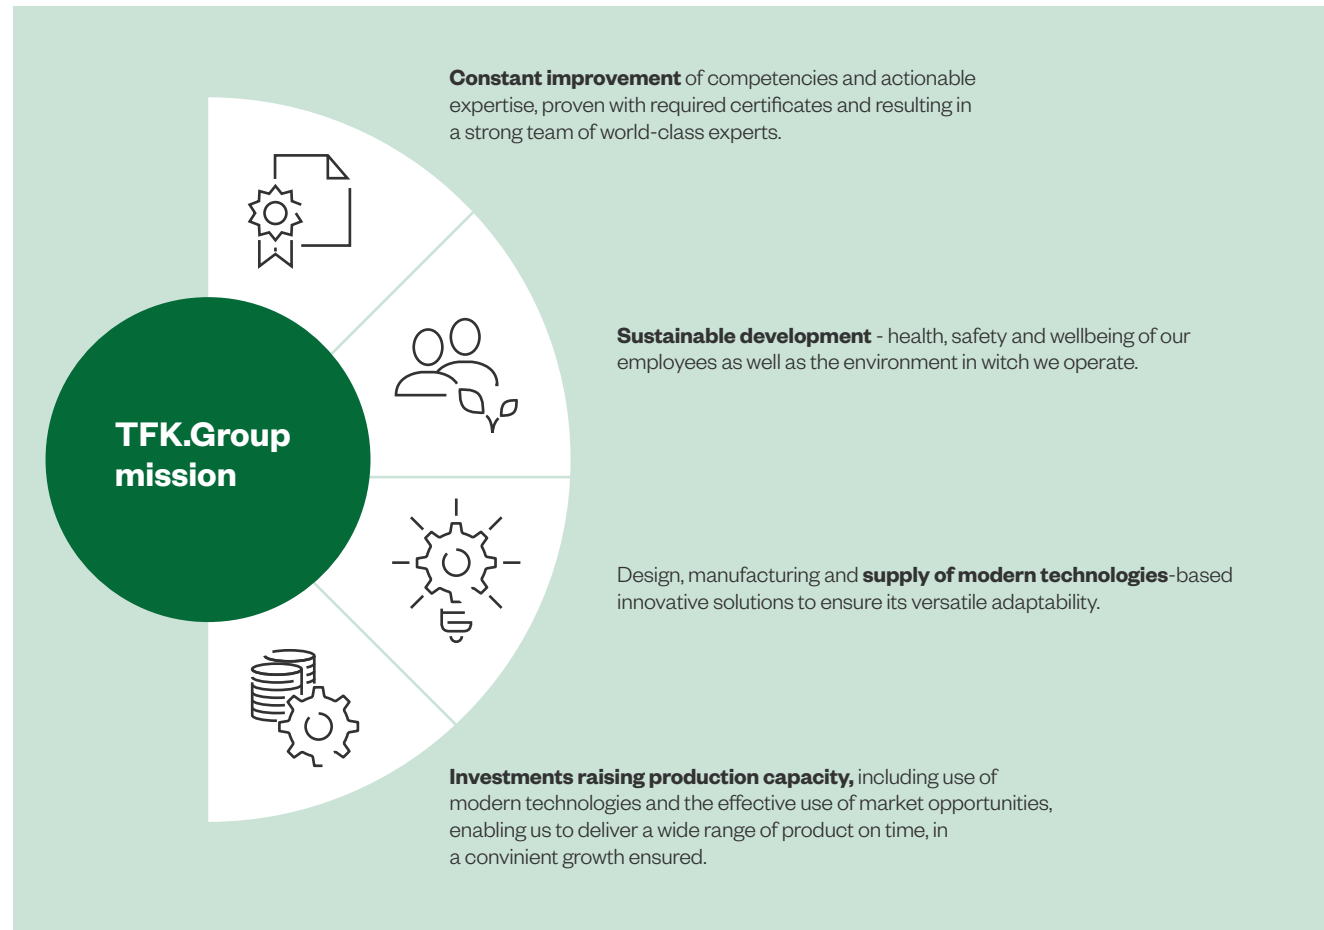 Constant improvement of competencies and actionable
expertise, proven with required certificates and resulting in
a strong team of world-class experts.
Sustainable development - health, safety and wellbeing of our
employees as well as the environment in witch we operate.
TFK.Group
mission
Design, manufacturing and supply of modern technologies-based
innovative solutions to ensure its versatile adaptability.
Investments raising production capacity, including use of
modern technologies and the effective use of market opportunities,
enabling us to deliver a wide range of product on time, in
a convinient growth ensured.